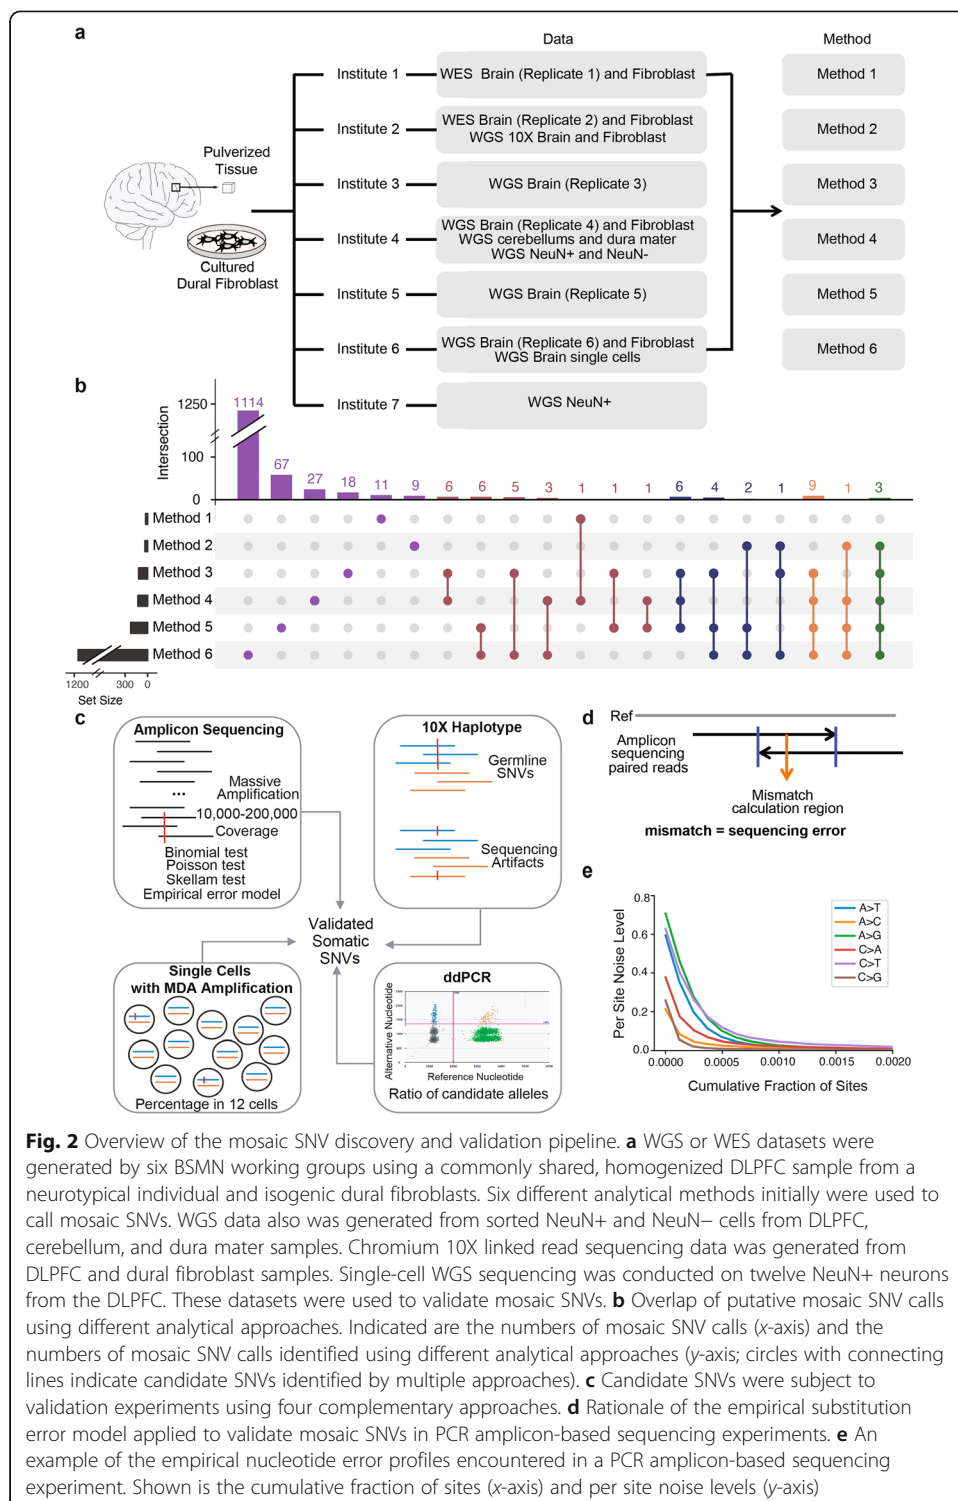 a
Data
Method
Institute 1
WES Brain (Replicate 1) and Fibroblast
Method 1
Institute 2
WES Brain (Replicate 2) and Fibroblast
WGS 10X Brain and Fibroblast
Method 2
Pulverized
Tissue
Institute 3
WGS Brain (Replicate 3)
Method 3
Institute 4
WGS Brain (Replicate 4) and Fibroblast
WGS cerebellums and dura mater
WGS NeuN+ and NeuN-
Method 4
Cultured
Dural Fibroblast
Institute 5
WGS Brain (Replicate 5)
Method 5
Institute 6
WGS Brain (Replicate 6) and Fibroblast
WGS Brain single cells
Method 6
Institute 7
WGS NeuN+
b
Intersection
1250
100
0
1114
67
27
18
11
9
6
6
5
3
1
1
1
6
4
2
1
9
1
3
Method 1
Method 2
Method 3
Method 4
Method 5
Method 6
1200
300
0
Set Size
c
Amplicon Sequencing
Massive
Amplification
...
10,000-200,000
Coverage
Binomial test
Poisson test
Skellam test
Empirical error model
10X Haplotype
Germline
SNVs
Sequencing
Artifacts
Validated
Somatic
SNVs
Single Cells
with MDA Amplification
Percentage in 12 cells
ddPCR
Alternative Nucleotide
Reference Nucleotide
Ratio of candidate alleles
d
Ref
Amplicon
sequencing
paired reads
Mismatch
calculation region
mismatch = sequencing error
e
Per Site Noise Level
0.8
0.6
0.4
0.2
0.0
A>T
A>C
A>G
C>A
C>T
C>G
0.0000
0.0005
0.0010
0.0015
0.0020
Cumulative Fraction of Sites
Fig. 2 Overview of the mosaic SNV discovery and validation pipeline. a WGS or WES datasets were
generated by six BSMN working groups using a commonly shared, homogenized DLPFC sample from a
neurotypical individual and isogenic dural fibroblasts. Six different analytical methods initially were used to
call mosaic SNVs. WGS data also was generated from sorted NeuN+ and NeuN− cells from DLPFC,
cerebellum, and dura mater samples. Chromium 10X linked read sequencing data was generated from
DLPFC and dural fibroblast samples. Single-cell WGS sequencing was conducted on twelve NeuN+ neurons
from the DLPFC. These datasets were used to validate mosaic SNVs. b Overlap of putative mosaic SNV calls
using different analytical approaches. Indicated are the numbers of mosaic SNV calls (x-axis) and the
numbers of mosaic SNV calls identified using different analytical approaches (y-axis; circles with connecting
lines indicate candidate SNVs identified by multiple approaches). c Candidate SNVs were subject to
validation experiments using four complementary approaches. d Rationale of the empirical substitution
error model applied to validate mosaic SNVs in PCR amplicon-based sequencing experiments. e An
example of the empirical nucleotide error profiles encountered in a PCR amplicon-based sequencing
experiment. Shown is the cumulative fraction of sites (x-axis) and per site noise levels (y-axis)